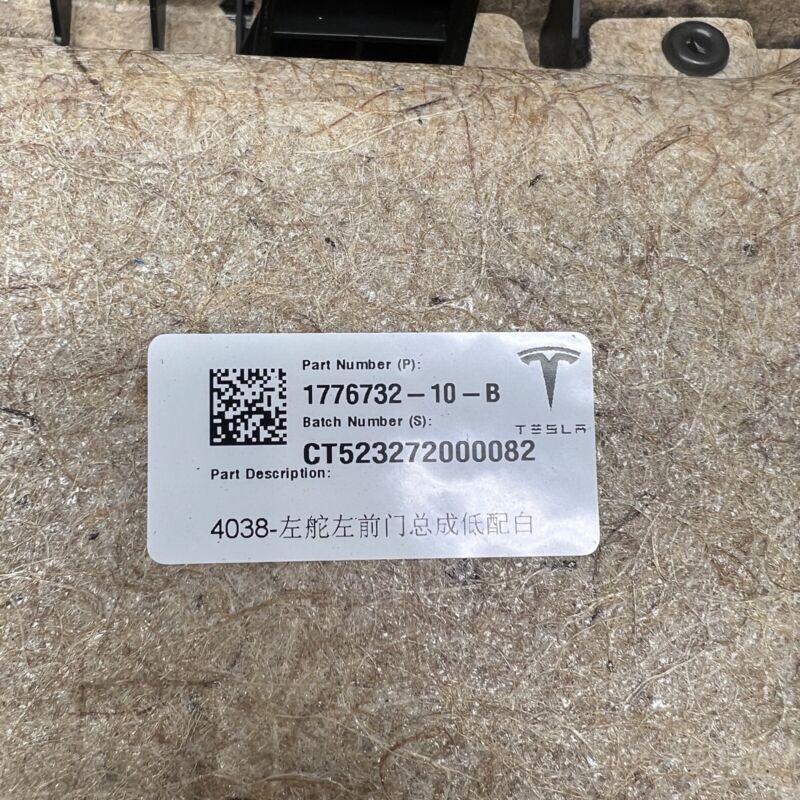 Part Number (P):
1776732-10-B
Batch Number (S):
CT523272000082
TESLA
Part Description:
4038-左舵左前门总成低配白